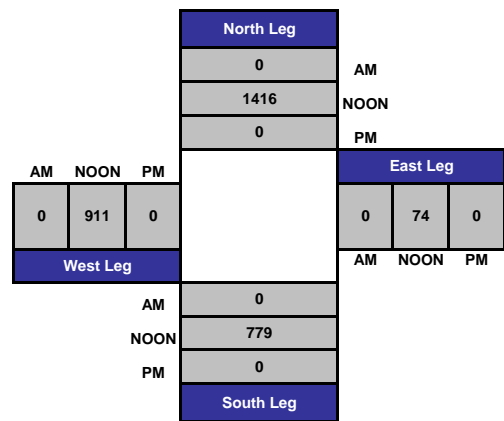 North Leg
0
AM
1416
NOON
0
PM
AM NOON PM
East Leg
0 911 0
0 74 0
West Leg
AM NOON PM
AM
0
NOON
779
PM
0
South Leg